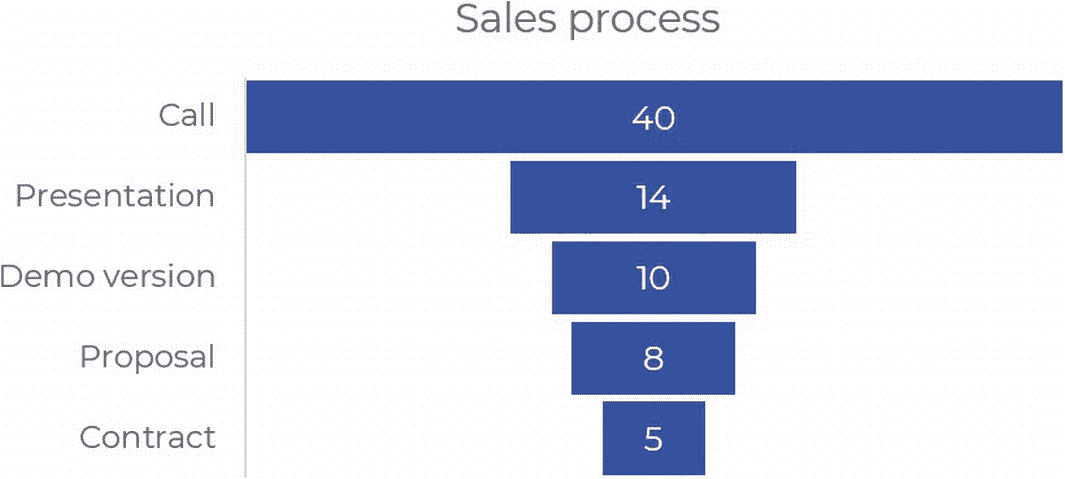 Sales process
Call 40
Presentation 14
Demo version 10
Proposal 8
Contract 5